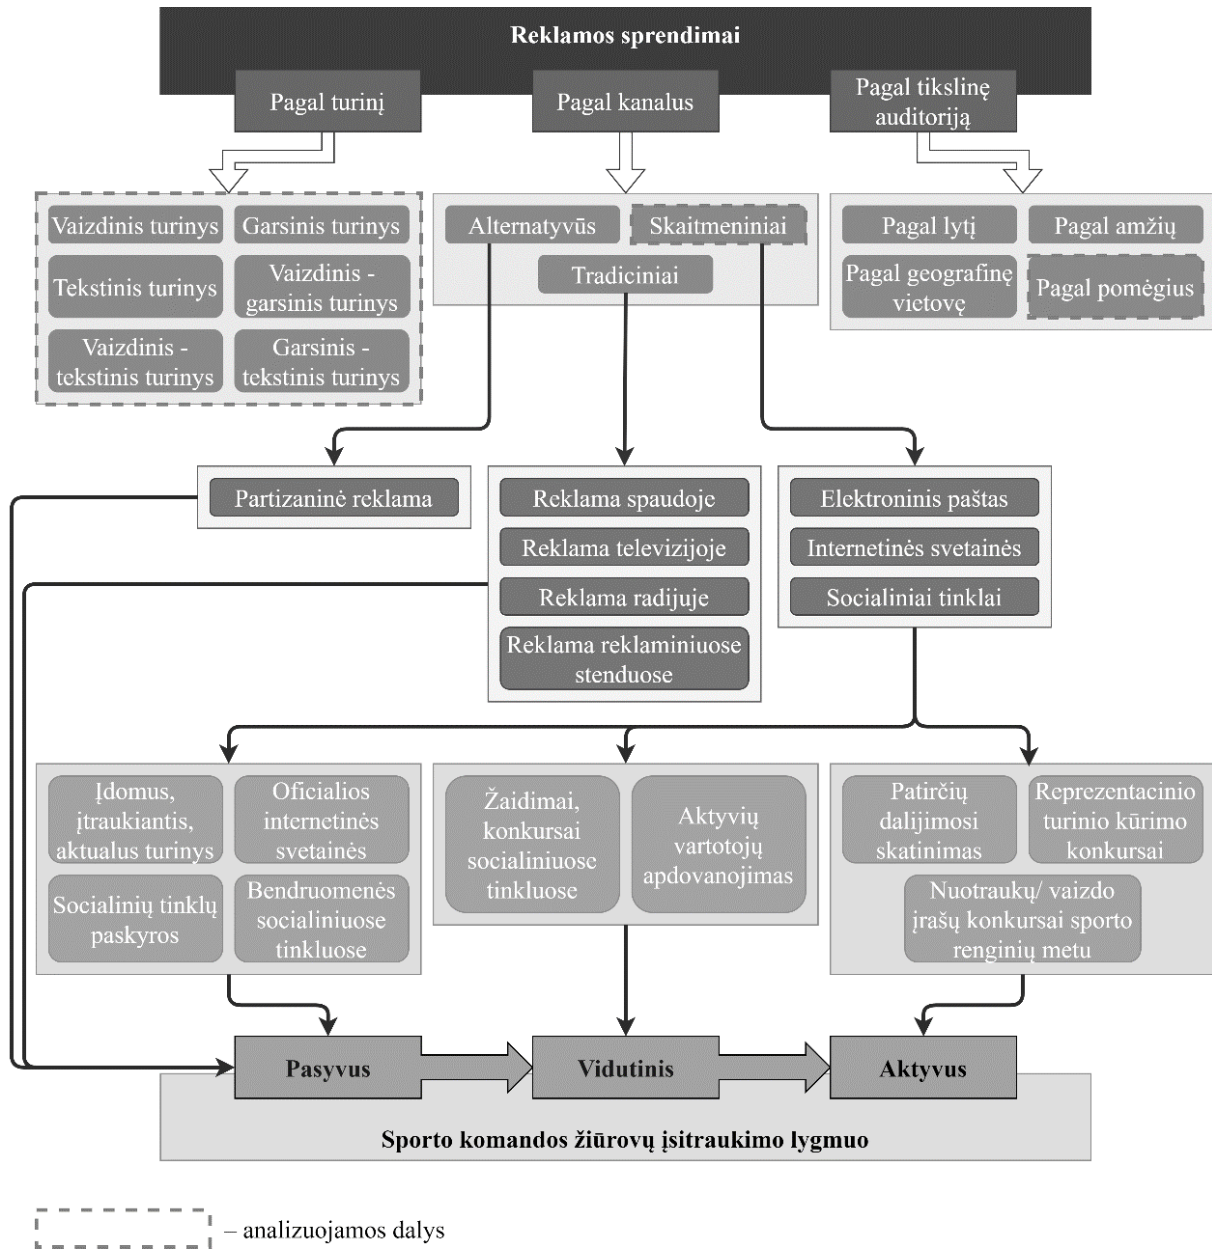 Reklamos sprendimai
Pagal turinį
Pagal kanalus
Pagal tikslinę
auditoriją
Vaizdinis turinys
Garsinis turinys
Tekstinis turinys
Vaizdinis -
garsinis turinys
Vaizdinis -
tekstinis turinys
Garsinis -
tekstinis turinys
Alternatyvūs
Skaitmeniniai
Tradiciniai
Pagal lytį
Pagal amžių
Pagal geografinę
vietovę
Pagal pomėgius
Partizaninė reklama
Reklama spaudoje
Reklama televizijoje
Reklama radijuje
Reklama reklaminiuose
stenduose
Elektroninis paštas
Internetinės svetainės
Socialiniai tinklai
Įdomus,
įtraukiantis,
aktualus turinys
Oficialios
internetinės
svetainės
Socialinių tinklų
paskyros
Bendruomenės
socialiniuose
tinkluose
Žaidimai,
konkursai
socialiniuose
tinkluose
Aktyvių
vartotojų
apdovanojimas
Patirčių
dalijimosi
skatinimas
Reprezentacinio
turinio kūrimo
konkursai
Nuotraukų/ vaizdo
įrašų konkursai sporto
renginių metu
Pasyvus
Vidutinis
Aktyvus
Sporto komandos žiūrovų įsitraukimo lygmuo
– analizuojamos dalys